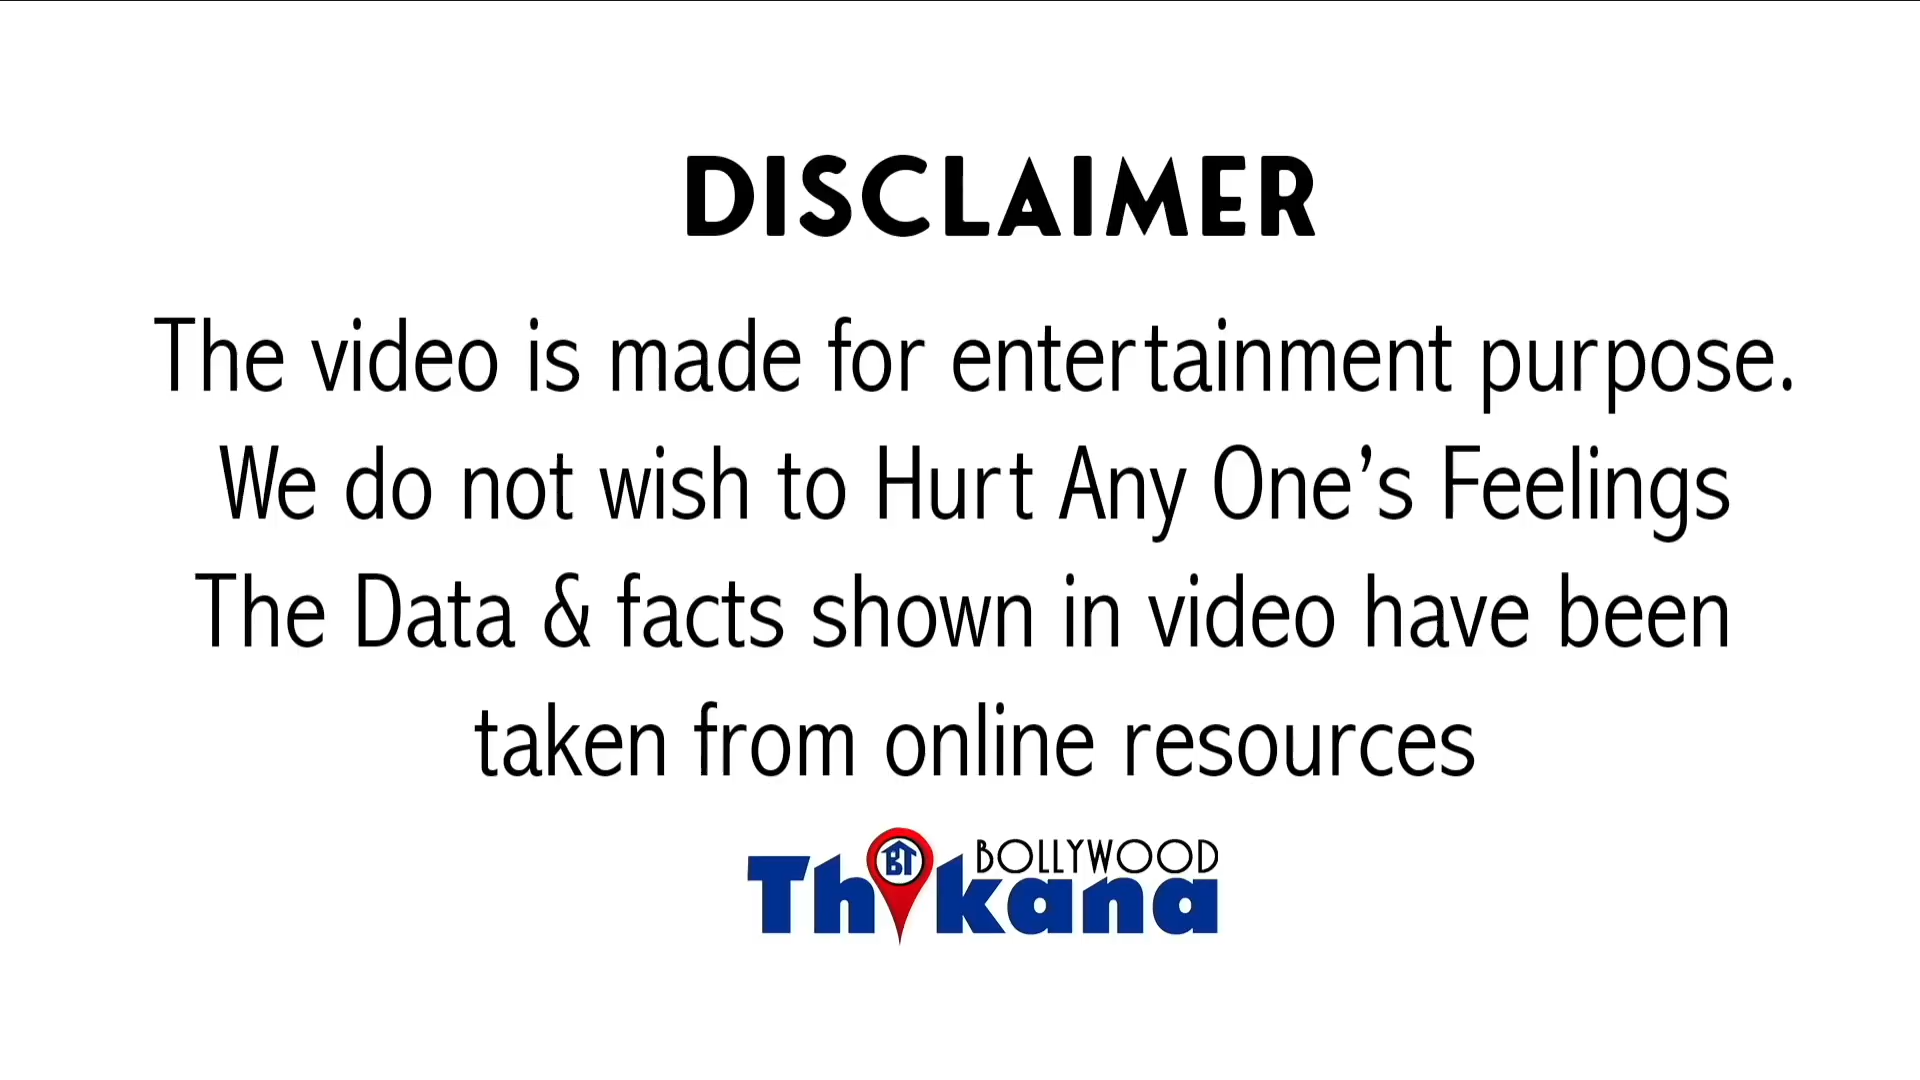 DISCLAIMER
The video is made for entertainment purpose.
We do not wish to Hurt Any One’s Feelings
The Data & facts shown in video have been
taken from online resources
BT
BOLLYWOOD
Thikana